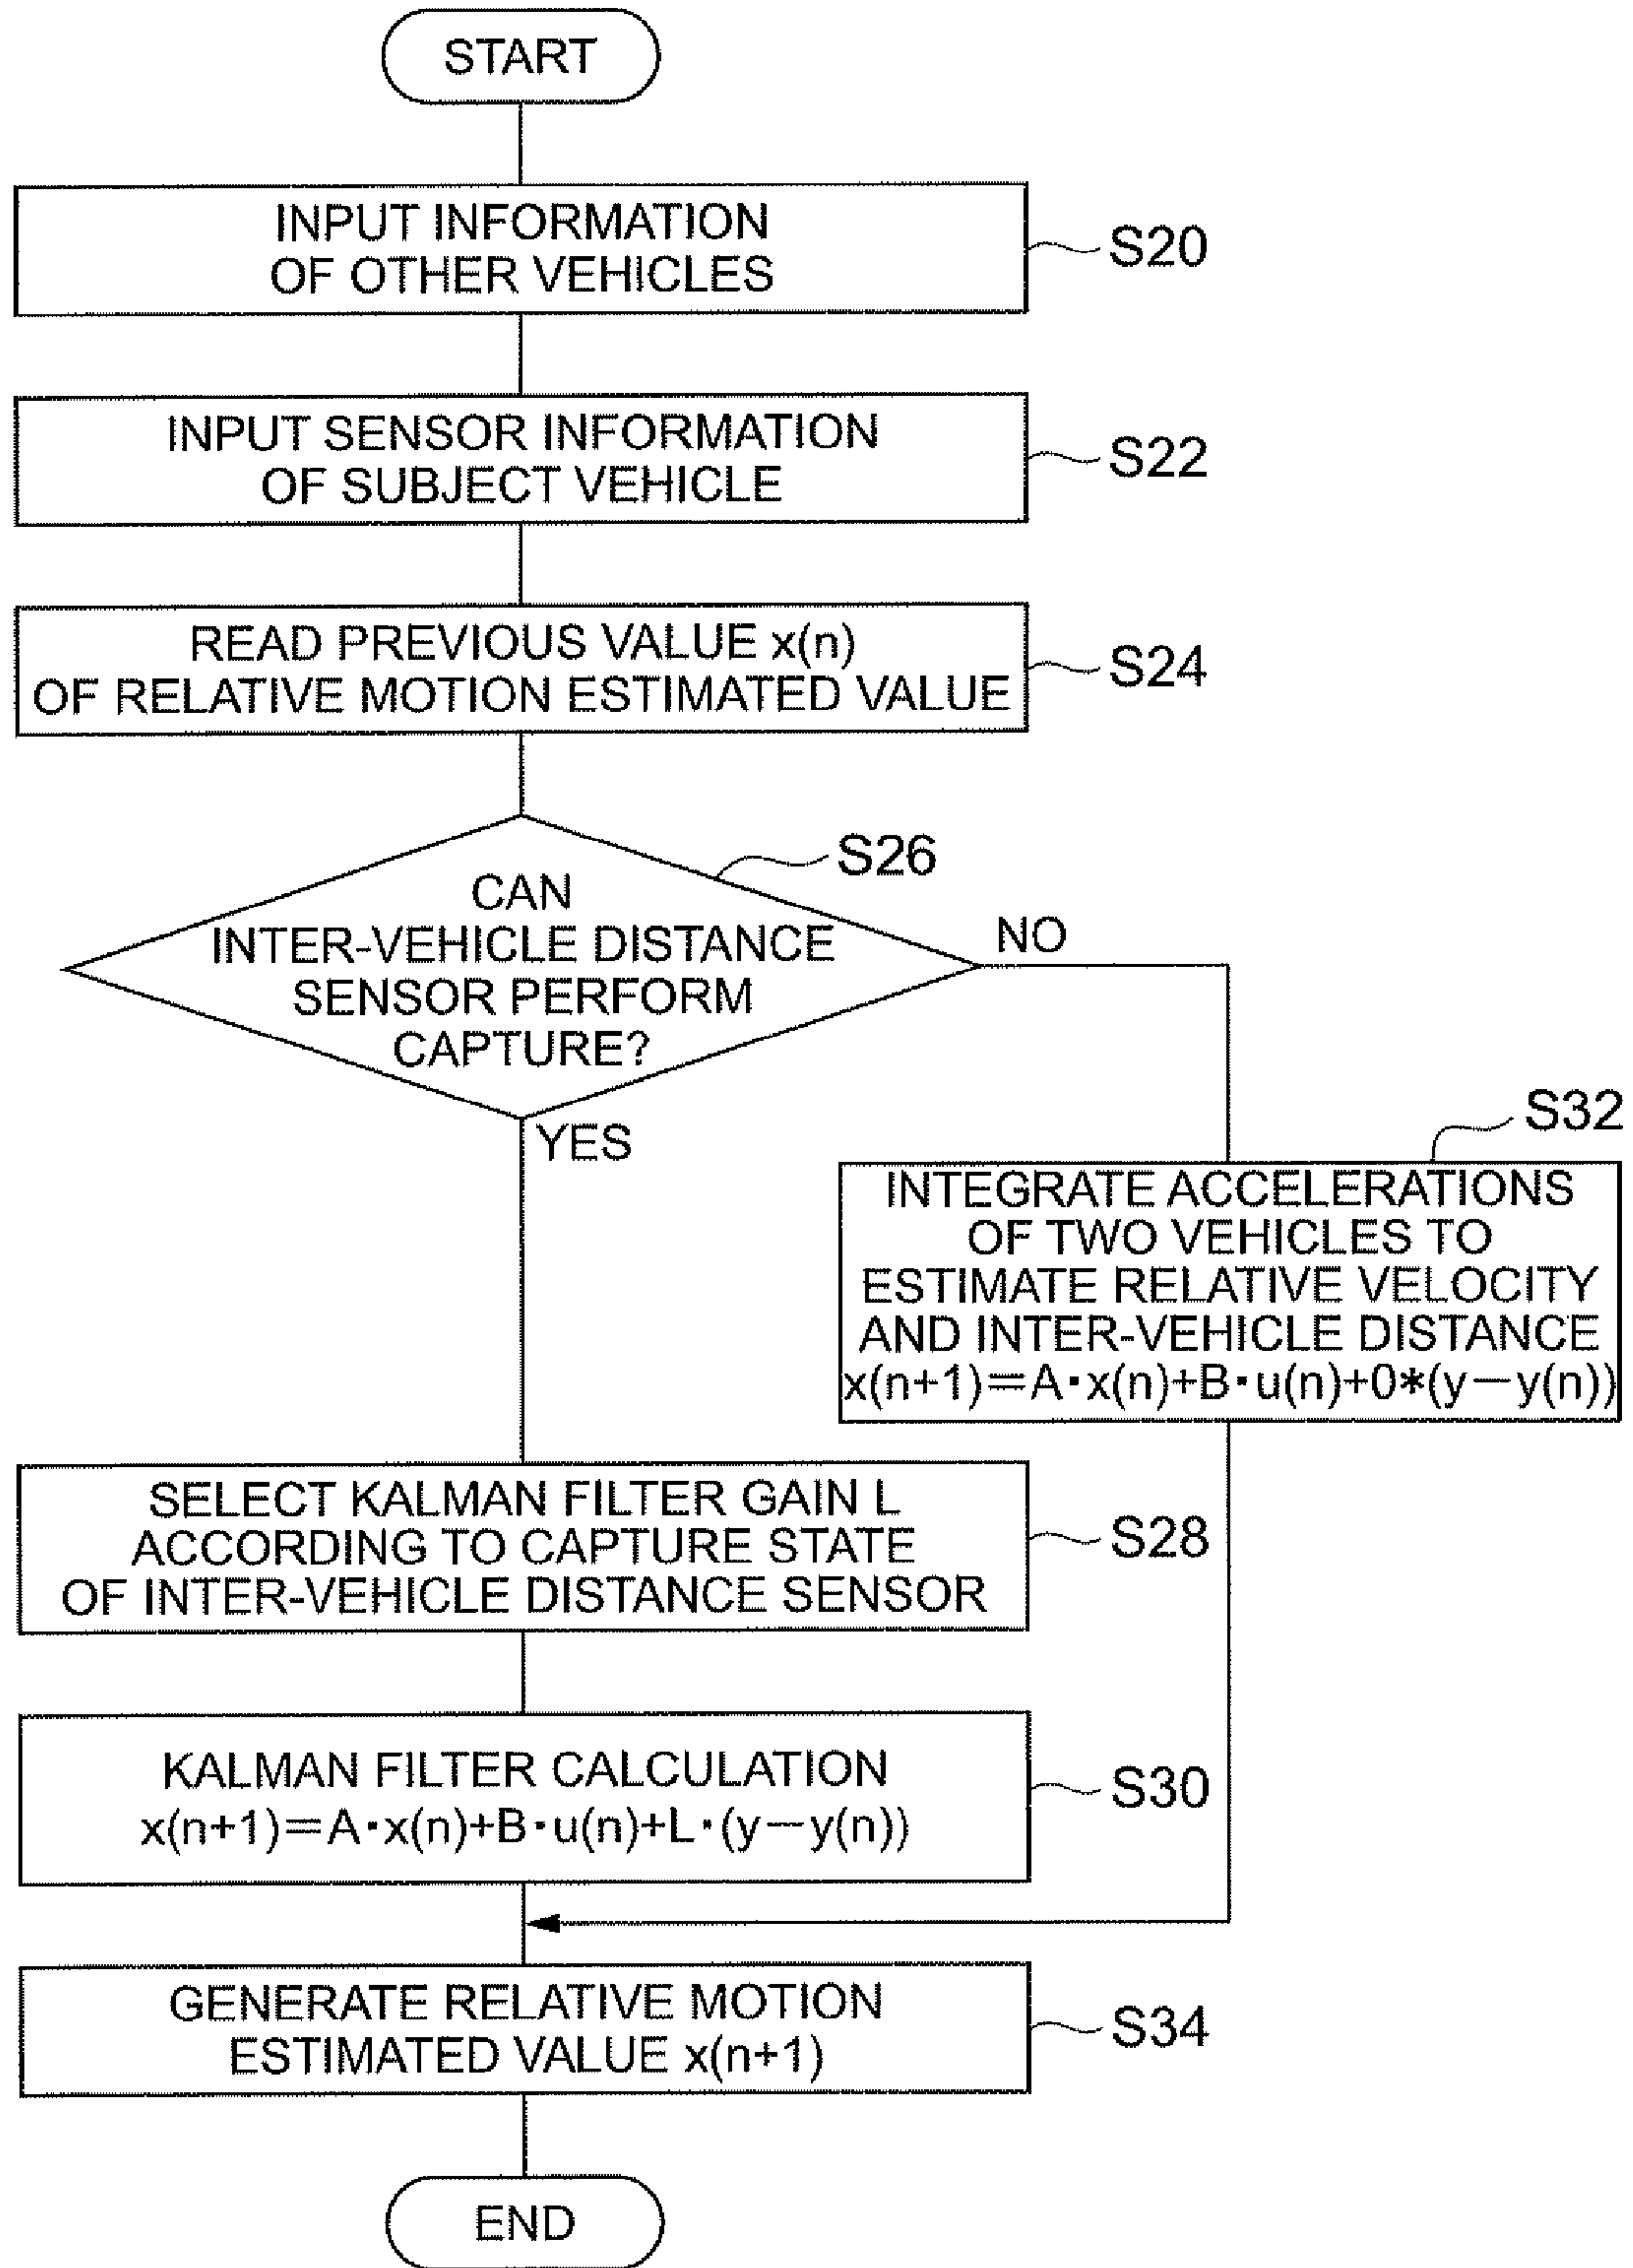 START
INPUT INFORMATION
OF OTHER VEHICLES
S20
INPUT SENSOR INFORMATION
OF SUBJECT VEHICLE
S22
READ PREVIOUS VALUE x(n)
OF RELATIVE MOTION ESTIMATED VALUE
S24
S26
CAN
INTER-VEHICLE DISTANCE
SENSOR PERFORM
CAPTURE?
NO
YES
S32
INTEGRATE ACCELERATIONS
OF TWO VEHICLES TO
ESTIMATE RELATIVE VELOCITY
AND INTER-VEHICLE DISTANCE
x(n+1)=A·x(n)+B·u(n)+0*(y−y(n))
SELECT KALMAN FILTER GAIN L
ACCORDING TO CAPTURE STATE
OF INTER-VEHICLE DISTANCE SENSOR
S28
KALMAN FILTER CALCULATION
x(n+1)=A·x(n)+B·u(n)+L·(y−y(n))
S30
GENERATE RELATIVE MOTION
ESTIMATED VALUE x(n+1)
S34
END